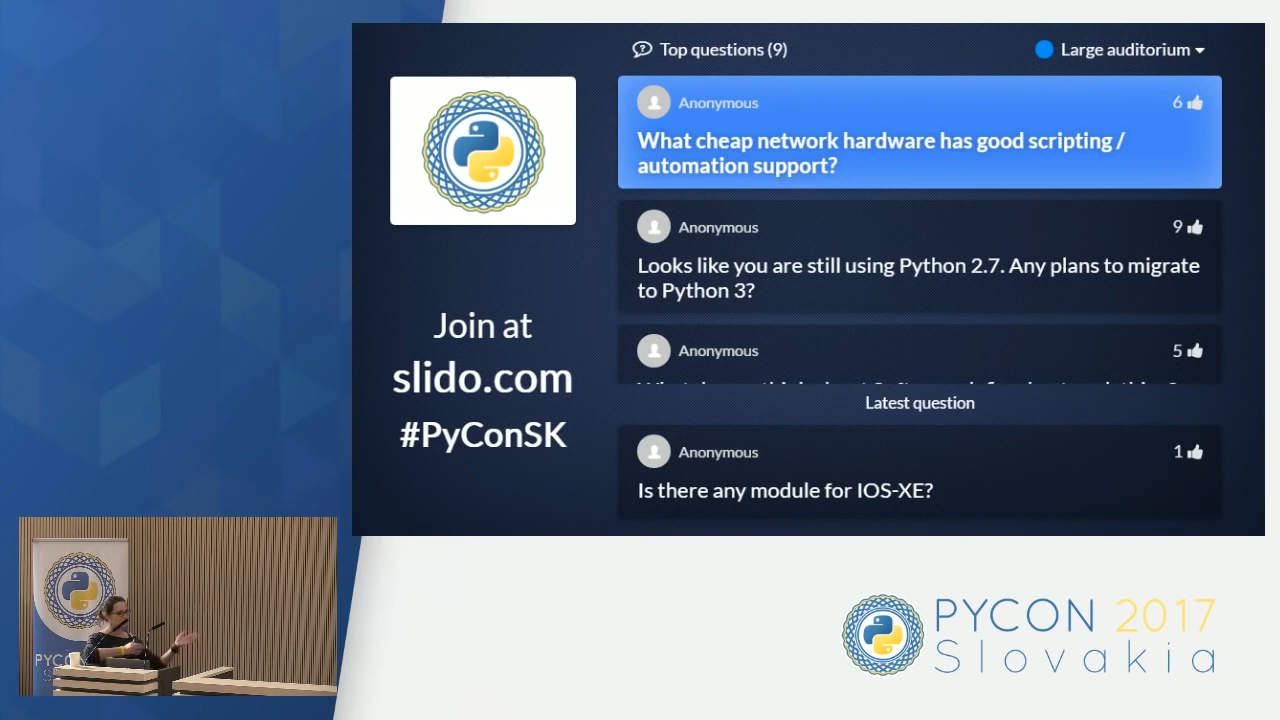 Top questions (9)
Large auditorium
Anonymous
6
What cheap network hardware has good scripting /
automation support?
Anonymous
9
Looks like you are still using Python 2.7. Any plans to migrate
to Python 3?
Anonymous
5
Latest question
Anonymous
1
Is there any module for IOS-XE?
Join at
slido.com
#PyConSK
PYCON 2017
Slovakia